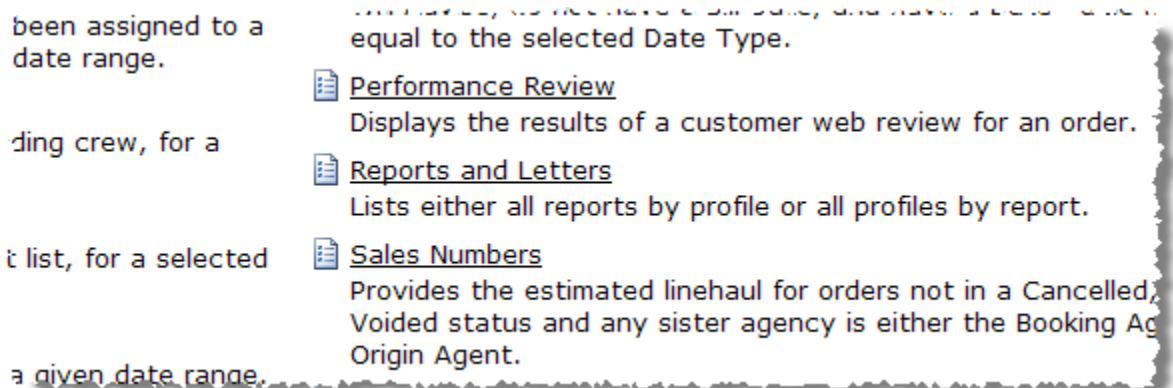 been assigned to a
date range.
ding crew, for a
t list, for a selected
a given date range.
equal to the selected Date Type.
Performance Review
Displays the results of a customer web review for an order.
Reports and Letters
Lists either all reports by profile or all profiles by report.
Sales Numbers
Provides the estimated linehaul for orders not in a Cancelled,
Voided status and any sister agency is either the Booking Ag
Origin Agent.